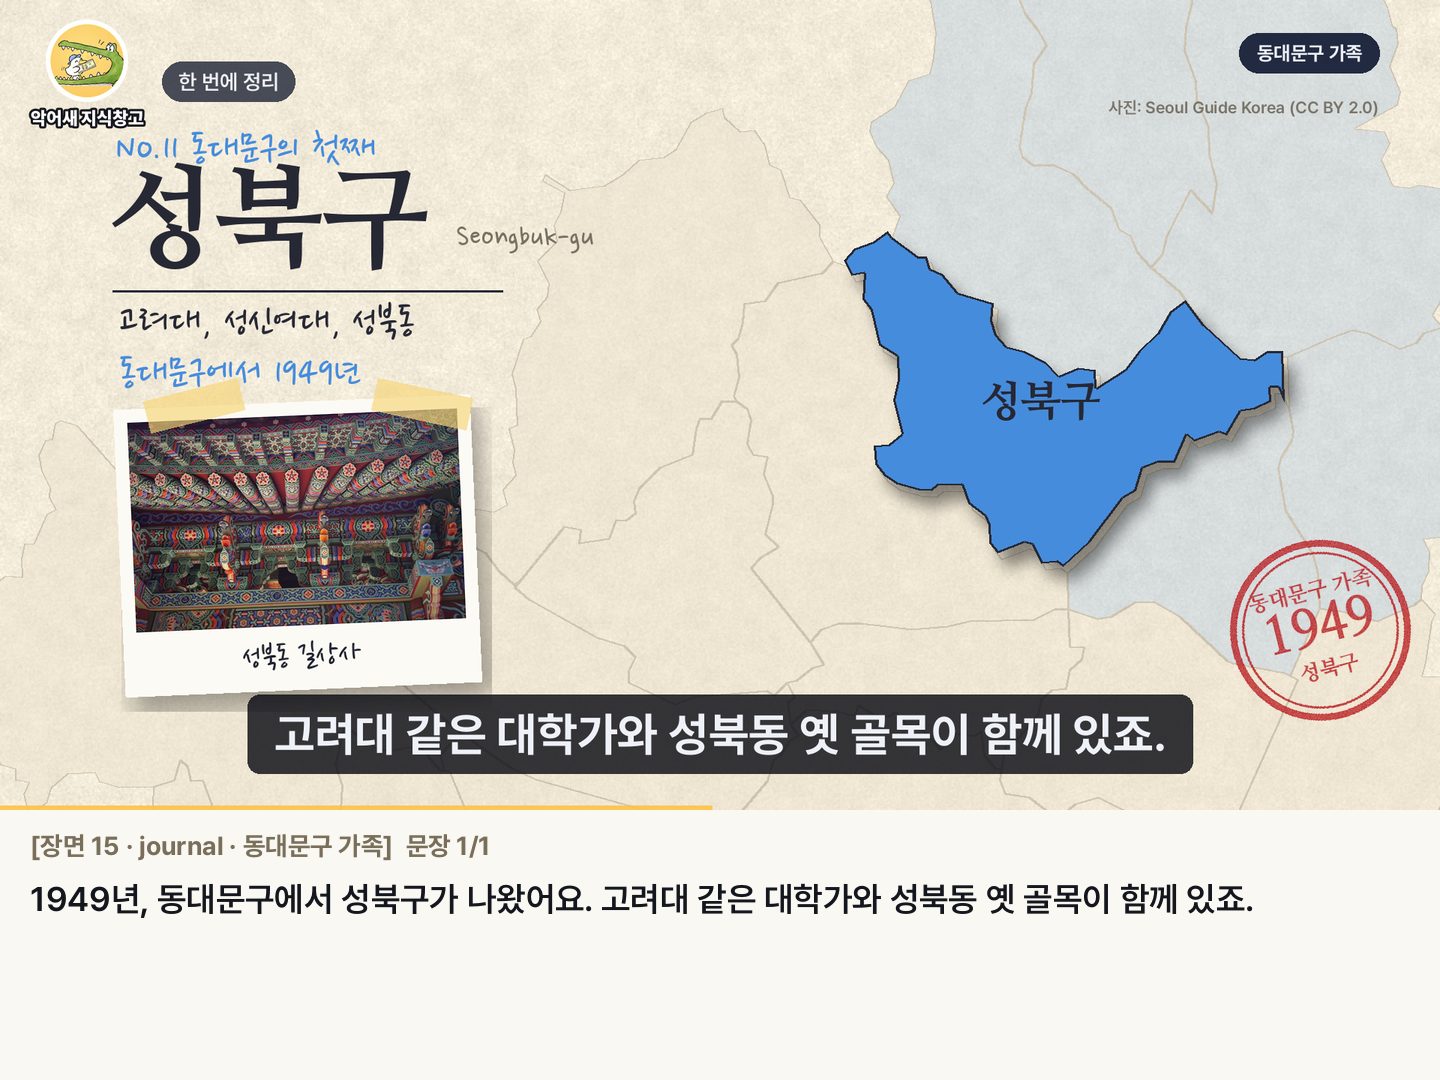 악어새 지식창고
한 번에 정리
동대문구 가족
사진: Seoul Guide Korea (CC BY 2.0)
NO.11 동대문구의 첫째
성북구
Seongbuk-gu
고려대, 성신여대, 성북동
동대문구에서 1949년
성북구
성북동 길상사
동대문구 가족
1949
성북구
고려대 같은 대학가와 성북동 옛 골목이 함께 있죠.
[장면 15 · journal · 동대문구 가족] 문장 1/1
1949년, 동대문구에서 성북구가 나왔어요. 고려대 같은 대학가와 성북동 옛 골목이 함께 있죠.